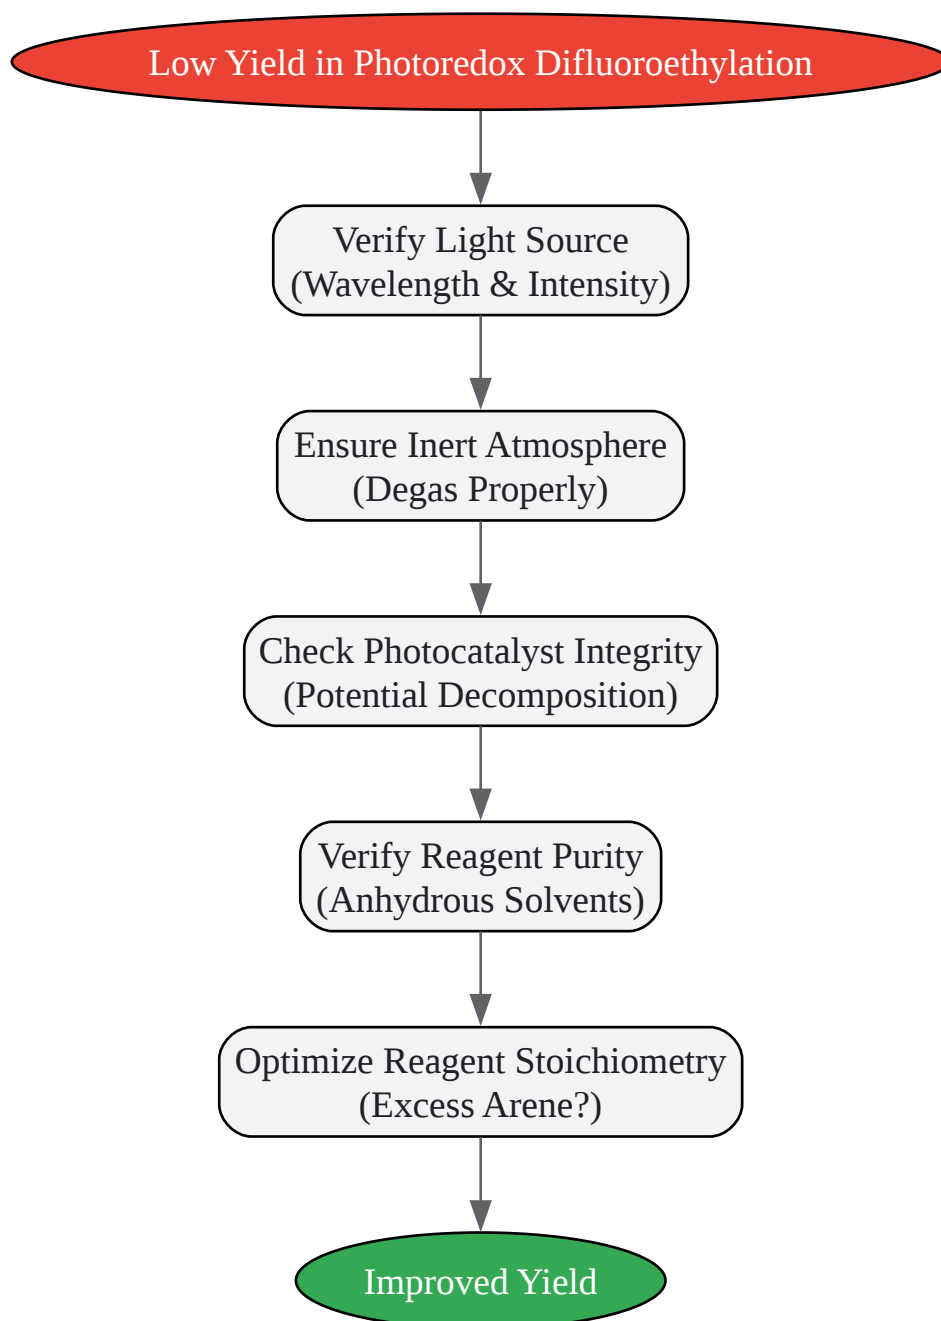 Low Yield in Photoredox Difluoroethylation
Verify Light Source
(Wavelength & Intensity)
Ensure Inert Atmosphere
(Degas Properly)
Check Photocatalyst Integrity
(Potential Decomposition)
Verify Reagent Purity
(Anhydrous Solvents)
Optimize Reagent Stoichiometry
(Excess Arene?)
Improved Yield